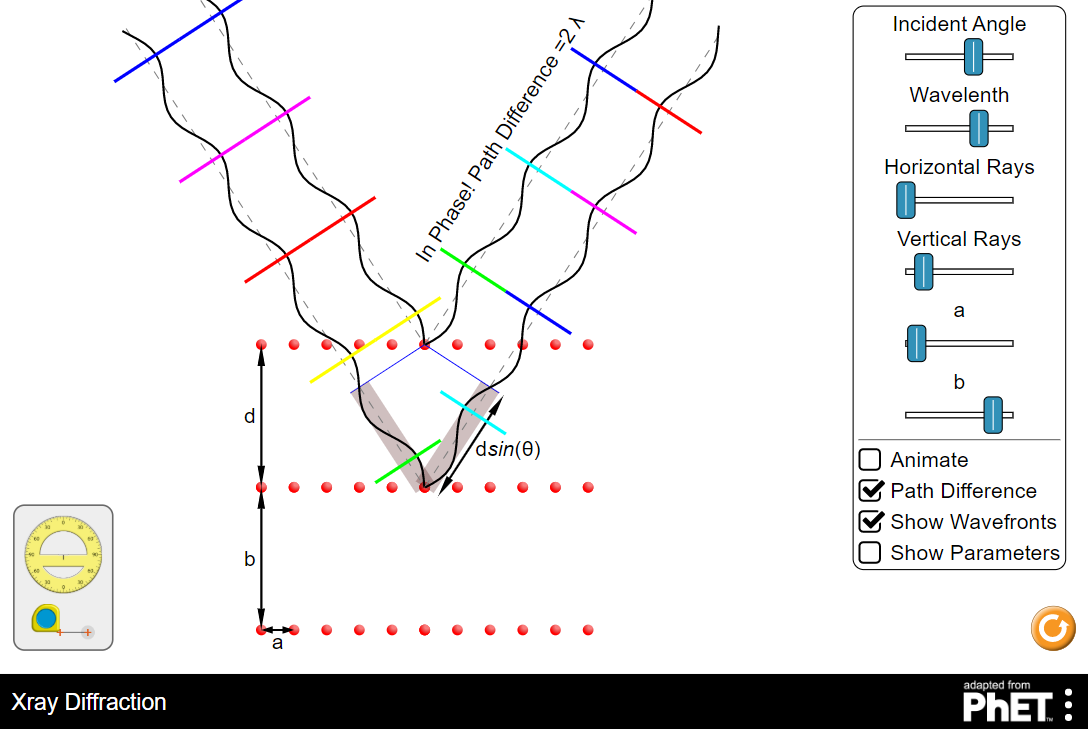 In Phase! Path Difference =2 λ
d
dsin(θ)
b
a
Incident Angle
Wavelenth
Horizontal Rays
Vertical Rays
a
b
Animate
Path Difference
Show Wavefronts
Show Parameters
Xray Diffraction
adapted from
PhET